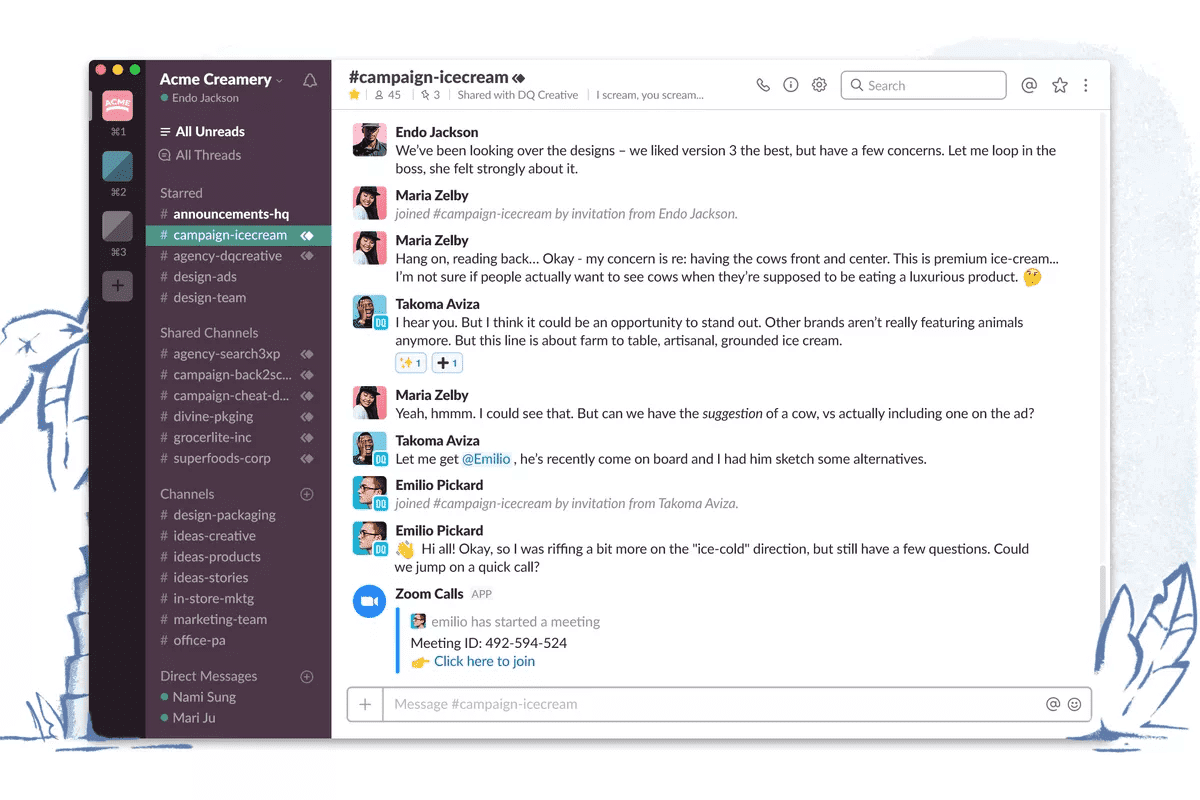 ACME
⌘1
⌘2
⌘3
+
Acme Creamery
Endo Jackson
All Unreads
All Threads
Starred
# announcements-hq
# campaign-icecream
# agency-dqcreative
# design-ads
# design-team
Shared Channels
# agency-search3xp
# campaign-back2sc...
# campaign-cheat-d...
# divine-pkging
# grocerlite-inc
# superfoods-corp
Channels
# design-packaging
# ideas-creative
# ideas-products
# ideas-stories
# in-store-mktg
# marketing-team
# office-pa
Direct Messages
Nami Sung
Mari Ju
#campaign-icecream
45 | 3 | Shared with DQ Creative | I scream, you scream...
Search
Endo Jackson
We’ve been looking over the designs – we liked version 3 the best, but have a few concerns. Let me loop in the
boss, she felt strongly about it.
Maria Zelby
joined #campaign-icecream by invitation from Endo Jackson.
Maria Zelby
Hang on, reading back... Okay - my concern is re: having the cows front and center. This is premium ice-cream...
I’m not sure if people actually want to see cows when they’re supposed to be eating a luxurious product. 🤔
Takoma Aviza
DQ
I hear you. But I think it could be an opportunity to stand out. Other brands aren’t really featuring animals
anymore. But this line is about farm to table, artisanal, grounded ice cream.
✨ 1 ➕ 1
Maria Zelby
Yeah, hmmm. I could see that. But can we have the suggestion of a cow, vs actually including one on the ad?
Takoma Aviza
DQ
Let me get @Emilio , he’s recently come on board and I had him sketch some alternatives.
Emilio Pickard
DQ
joined #campaign-icecream by invitation from Takoma Aviza.
Emilio Pickard
DQ
👋 Hi all! Okay, so I was riffing a bit more on the "ice-cold" direction, but still have a few questions. Could
we jump on a quick call?
Zoom Calls APP
emilio has started a meeting
Meeting ID: 492-594-524
👉 Click here to join
+ Message #campaign-icecream @